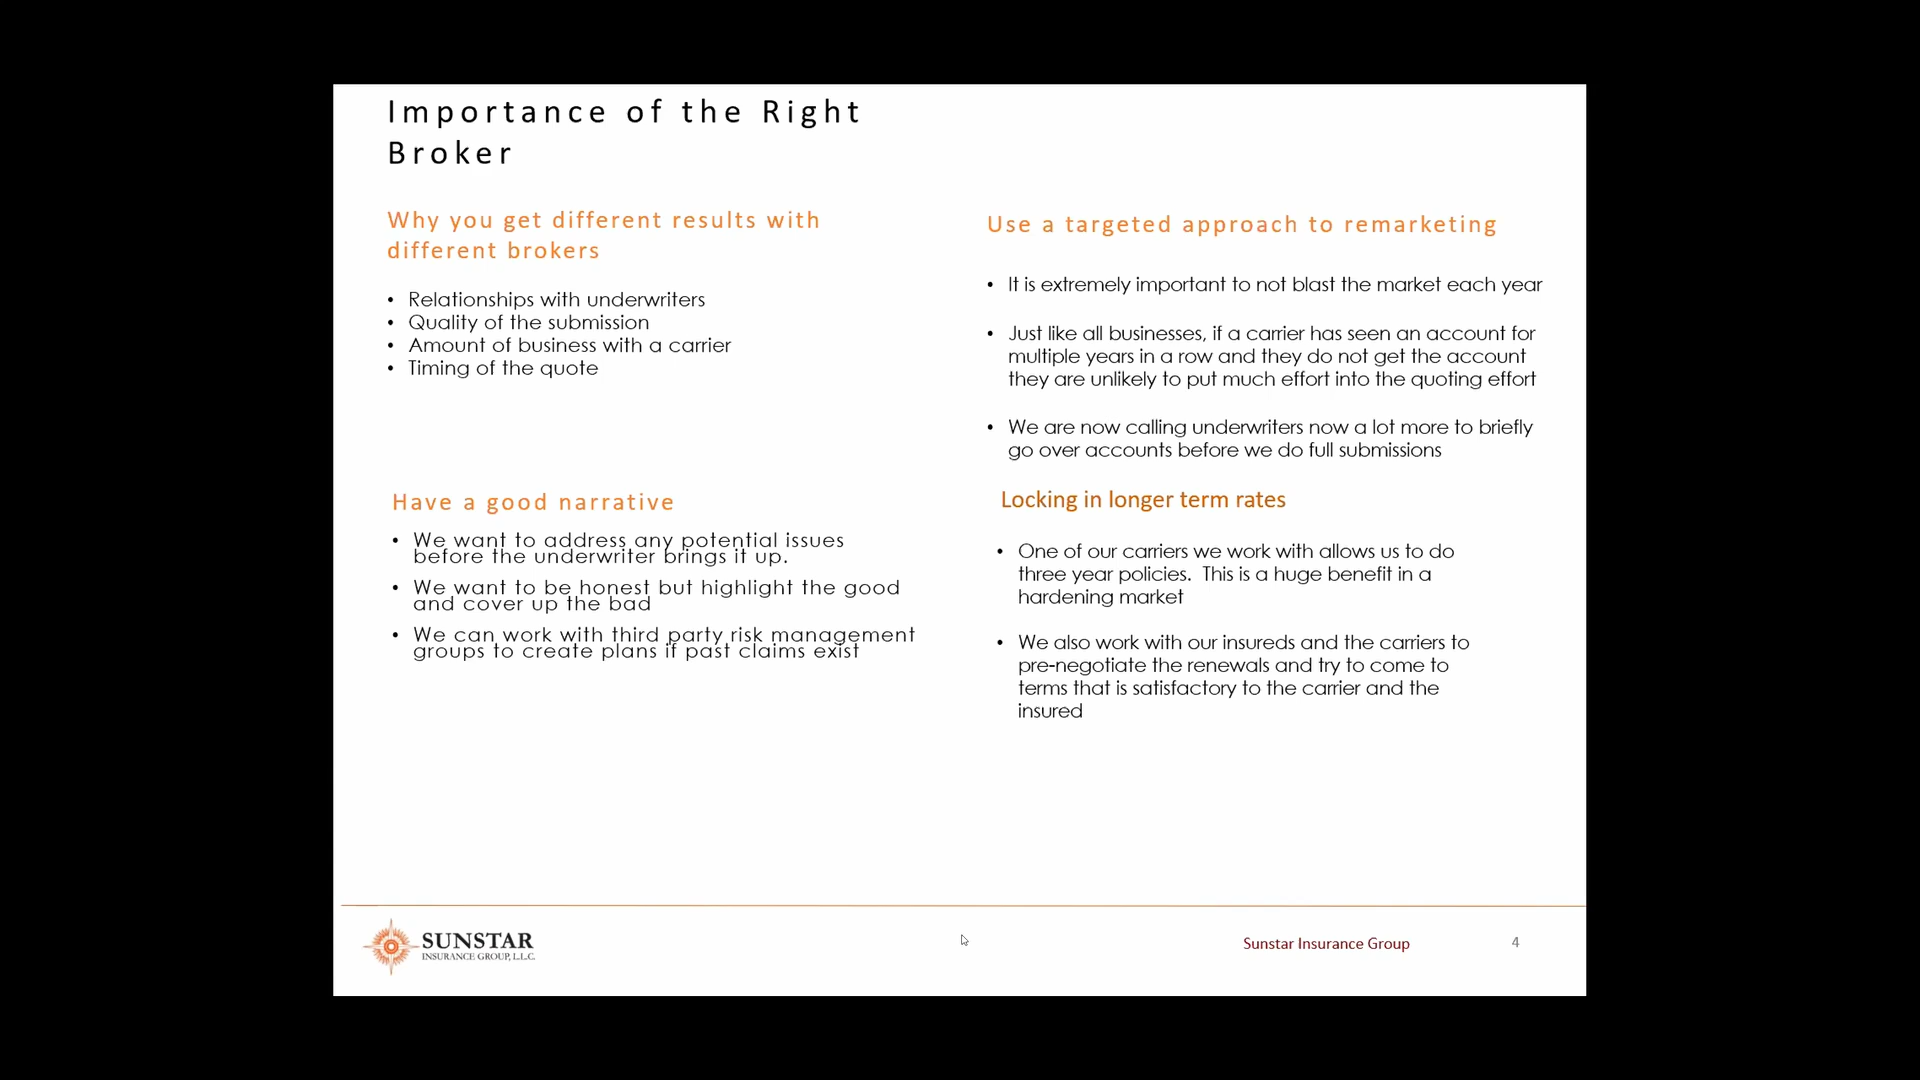 Importance of the Right
Broker
Why you get different results with
different brokers
• Relationships with underwriters
• Quality of the submission
• Amount of business with a carrier
• Timing of the quote
Use a targeted approach to remarketing
• It is extremely important to not blast the market each year
• Just like all businesses, if a carrier has seen an account for
multiple years in a row and they do not get the account
they are unlikely to put much effort into the quoting effort
• We are now calling underwriters now a lot more to briefly
go over accounts before we do full submissions
Have a good narrative
• We want to address any potential issues
before the underwriter brings it up.
• We want to be honest but highlight the good
and cover up the bad
• We can work with third party risk management
groups to create plans if past claims exist
Locking in longer term rates
• One of our carriers we work with allows us to do
three year policies.  This is a huge benefit in a
hardening market
• We also work with our insureds and the carriers to
pre-negotiate the renewals and try to come to
terms that is satisfactory to the carrier and the
insured
SUNSTAR
INSURANCE GROUP, L.L.C.
Sunstar Insurance Group
4